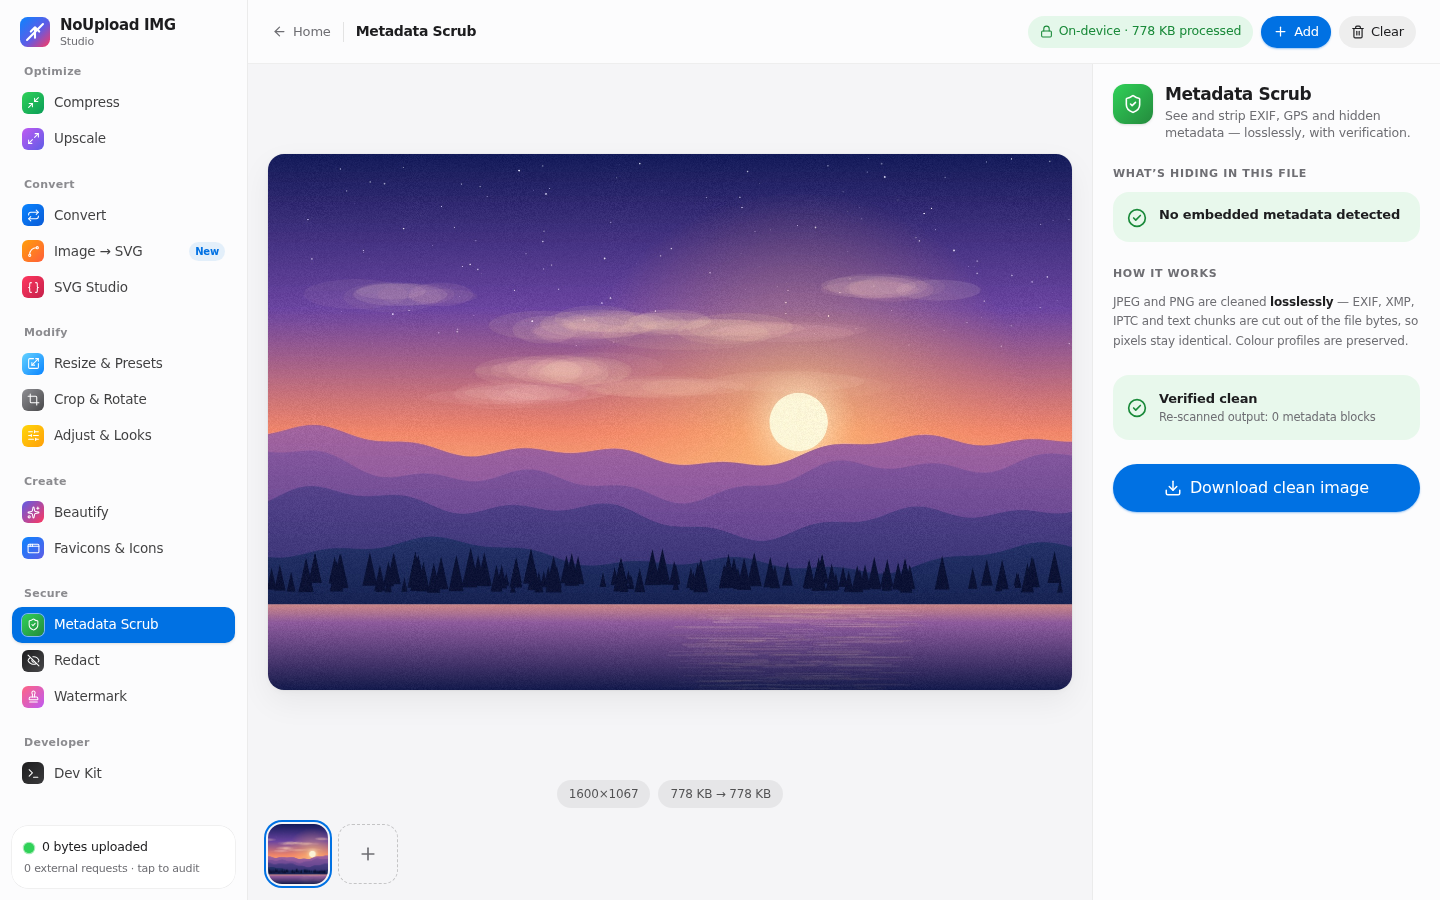 NoUpload IMG
Studio
Optimize
Compress
Upscale
Convert
Convert
Image → SVG New
SVG Studio
Modify
Resize & Presets
Crop & Rotate
Adjust & Looks
Create
Beautify
Favicons & Icons
Secure
Metadata Scrub
Redact
Watermark
Developer
Dev Kit
0 bytes uploaded
0 external requests · tap to audit
Home
Metadata Scrub
On-device · 778 KB processed
Add
Clear
1600×1067
778 KB → 778 KB
Metadata Scrub
See and strip EXIF, GPS and hidden
metadata — losslessly, with verification.
WHAT'S HIDING IN THIS FILE
No embedded metadata detected
HOW IT WORKS
JPEG and PNG are cleaned losslessly — EXIF, XMP,
IPTC and text chunks are cut out of the file bytes, so
pixels stay identical. Colour profiles are preserved.
Verified clean
Re-scanned output: 0 metadata blocks
Download clean image